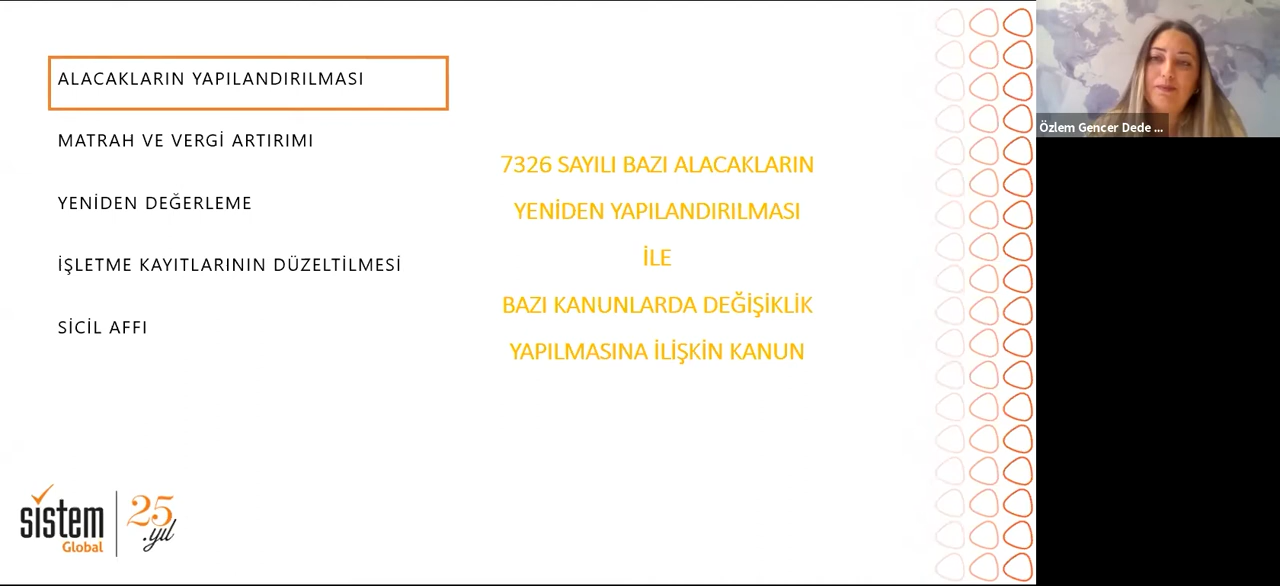 ALACAKLARIN YAPILANDIRILMASI
MATRAH VE VERGİ ARTIRIMI
YENİDEN DEĞERLEME
İŞLETME KAYITLARININ DÜZELTİLMESİ
SİCİL AFFI
7326 SAYILI BAZI ALACAKLARIN
YENİDEN YAPILANDIRILMASI
İLE
BAZI KANUNLARDA DEĞİŞİKLİK
YAPILMASINA İLİŞKİN KANUN
sistem
Global
25
.yıl
Özlem Gencer Dede ...